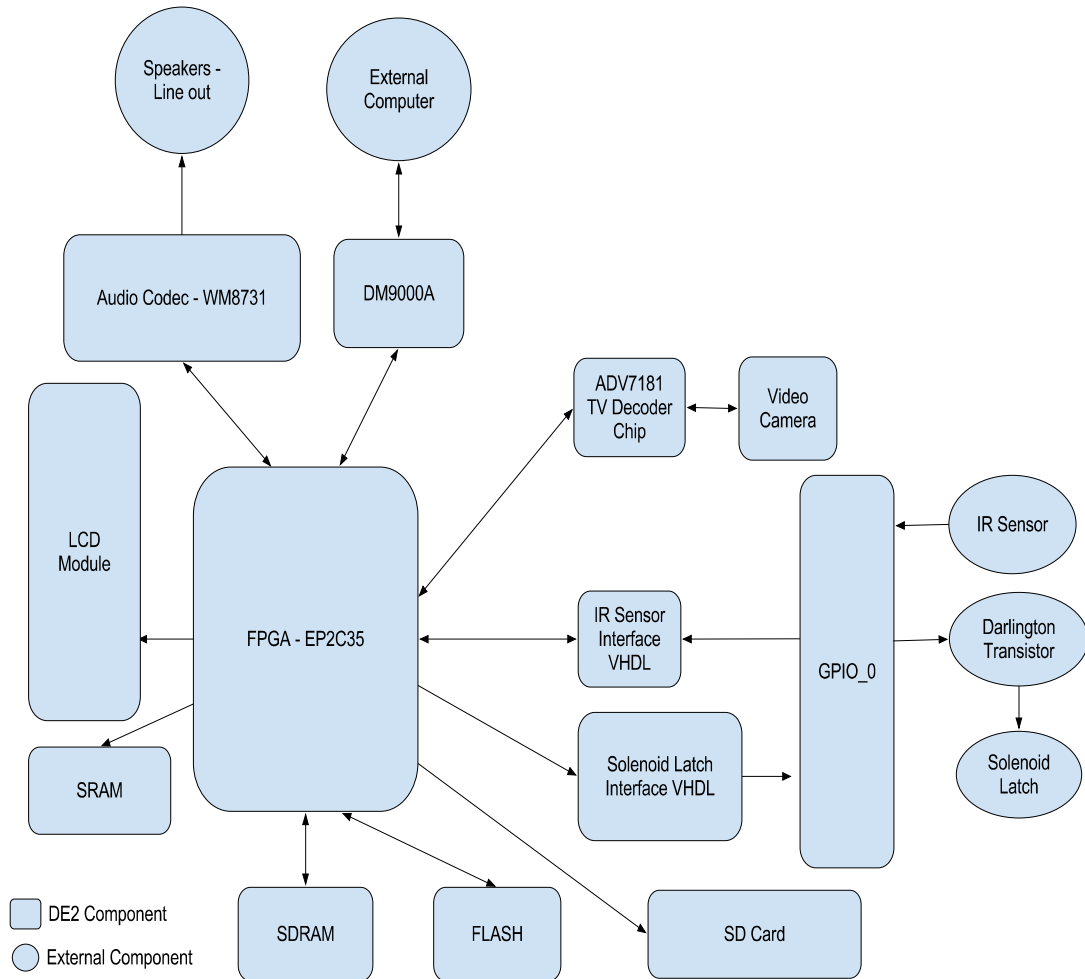 Speakers -
Line out
External
Computer
Audio Codec - WM8731
DM9000A
ADV7181
TV Decoder
Chip
Video
Camera
LCD
Module
FPGA - EP2C35
IR Sensor
Interface
VHDL
GPIO_0
IR Sensor
Darlington
Transistor
Solenoid Latch
Interface VHDL
Solenoid
Latch
SRAM
SDRAM
FLASH
SD Card
DE2 Component
External Component